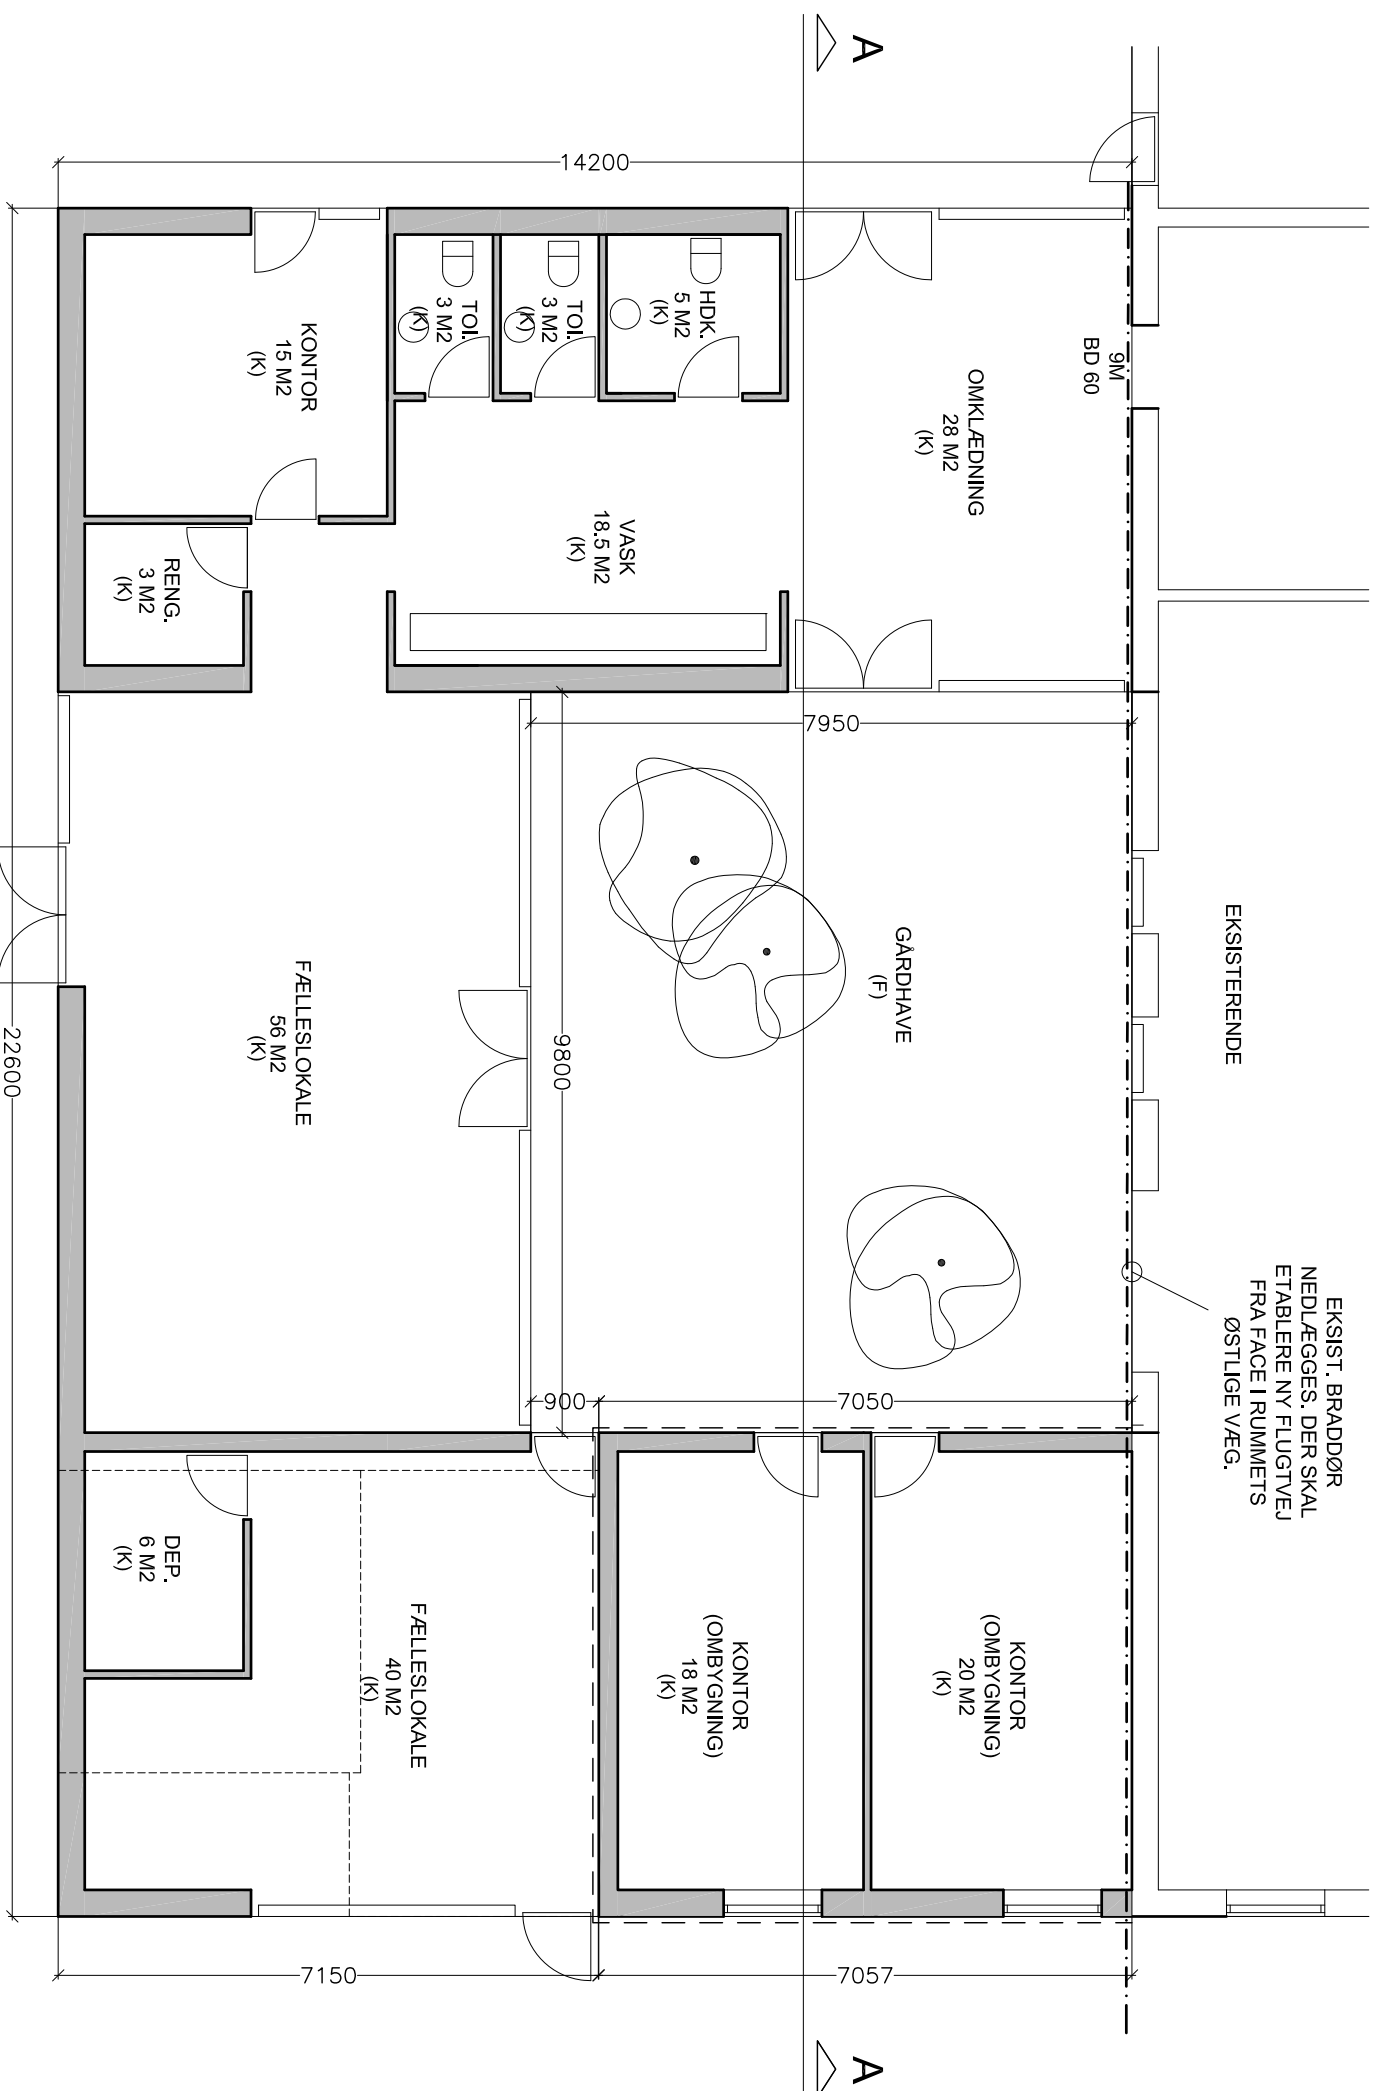 A
14200
9M
BD 60
OMKLÆDNING
28 M2
(K)
HDK.
5 M2
(K)
TOI.
3 M2
(K)
TOI.
3 M2
(K)
KONTOR
15 M2
(K)
VASK
18.5 M2
(K)
RENG.
3 M2
(K)
7950
EKSISTERENDE
GÅRDHAVE
(F)
9800
FÆLLESLOKALE
56 M2
(K)
22600
EKSIST. BRADDØR
NEDLÆGGES. DER SKAL
ETABLERE NY FLUGTVEJ
FRA FACE I RUMMETS
ØSTLIGE VÆG.
900
7050
KONTOR
(OMBYGNING)
20 M2
(K)
KONTOR
(OMBYGNING)
18 M2
(K)
FÆLLESLOKALE
40 M2
(K)
DEP.
6 M2
(K)
7150
7057
A